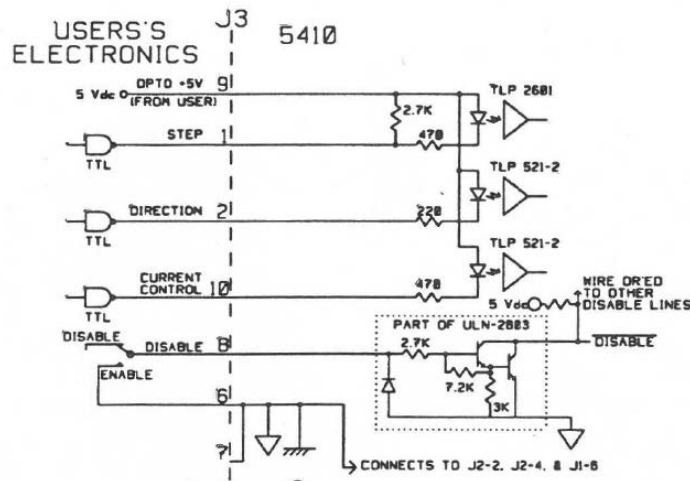 J3
USERS'S
ELECTRONICS
5410
5 Vdc
OPTO +5V
(FROM USER)
9
TLP 2601
2.7K
STEP
1
470
TTL
TLP 521-2
DIRECTION
2
220
TTL
TLP 521-2
CURRENT
CONTROL
10
470
TTL
WIRE OR'ED
TO OTHER
DISABLE LINES
5 Vdc
DISABLE
DISABLE
8
PART OF ULN-2803
2.7K
DISABLE
ENABLE
7.2K
3K
6
7
CONNECTS TO J2-2, J2-4, & J1-6